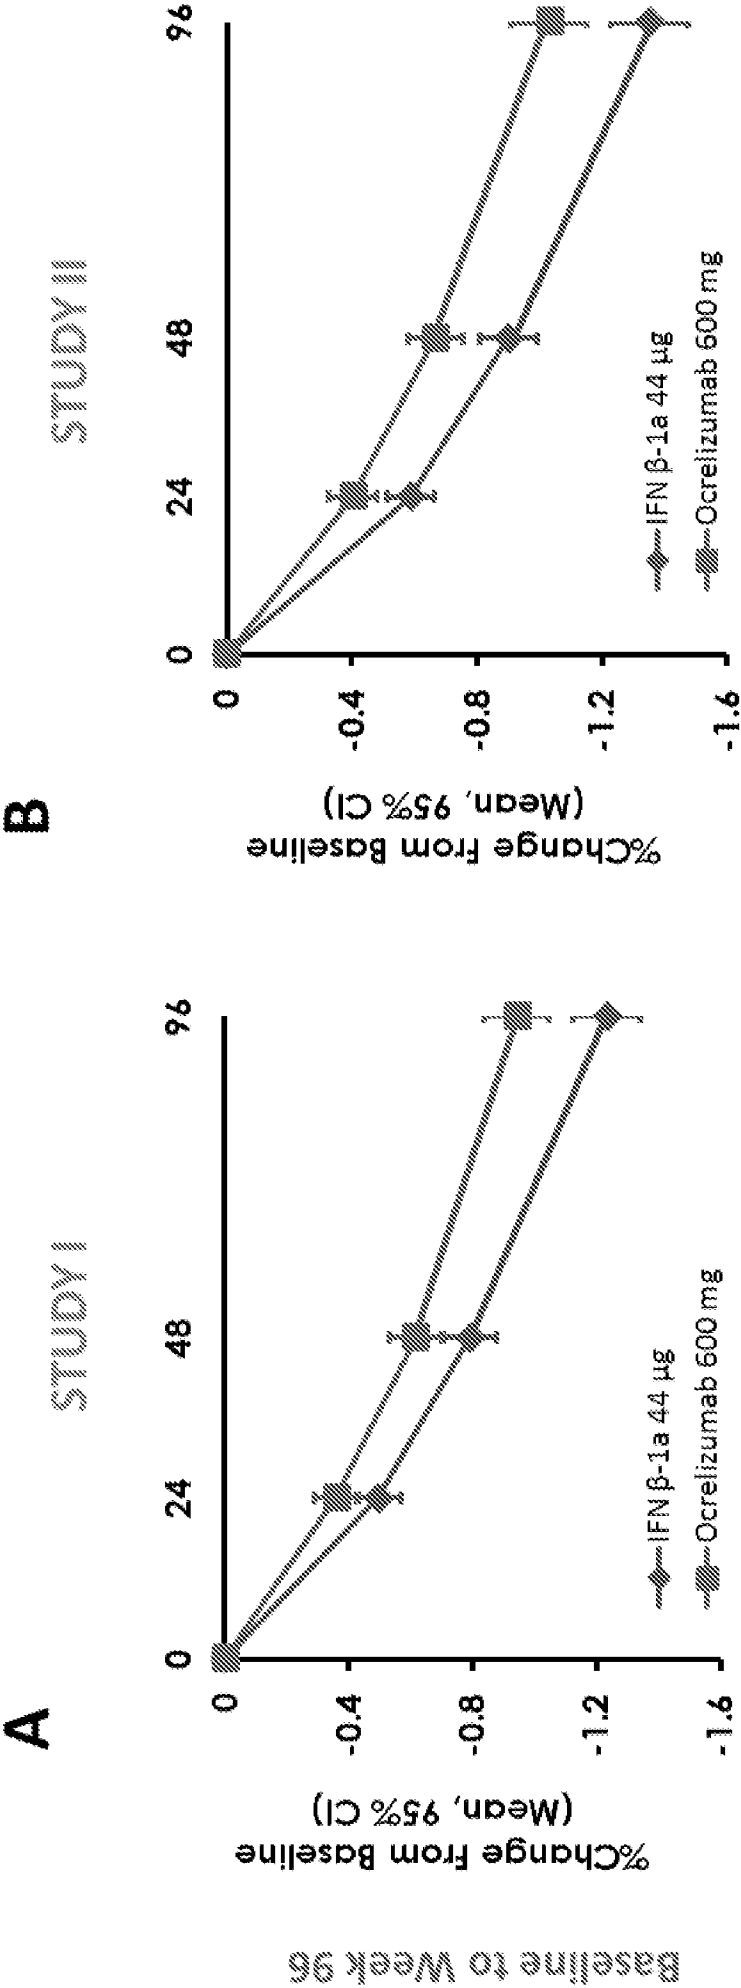 Baseline to Week 96
A
STUDY I
%Change From Baseline
(Mean, 95% CI)
0 24 48 96
0
-0.4
-0.8
-1.2
-1.6
IFN β-1a 44 µg
Ocrelizumab 600 mg
B
STUDY II
%Change From Baseline
(Mean, 95% CI)
0 24 48 96
0
-0.4
-0.8
-1.2
-1.6
IFN β-1a 44 µg
Ocrelizumab 600 mg